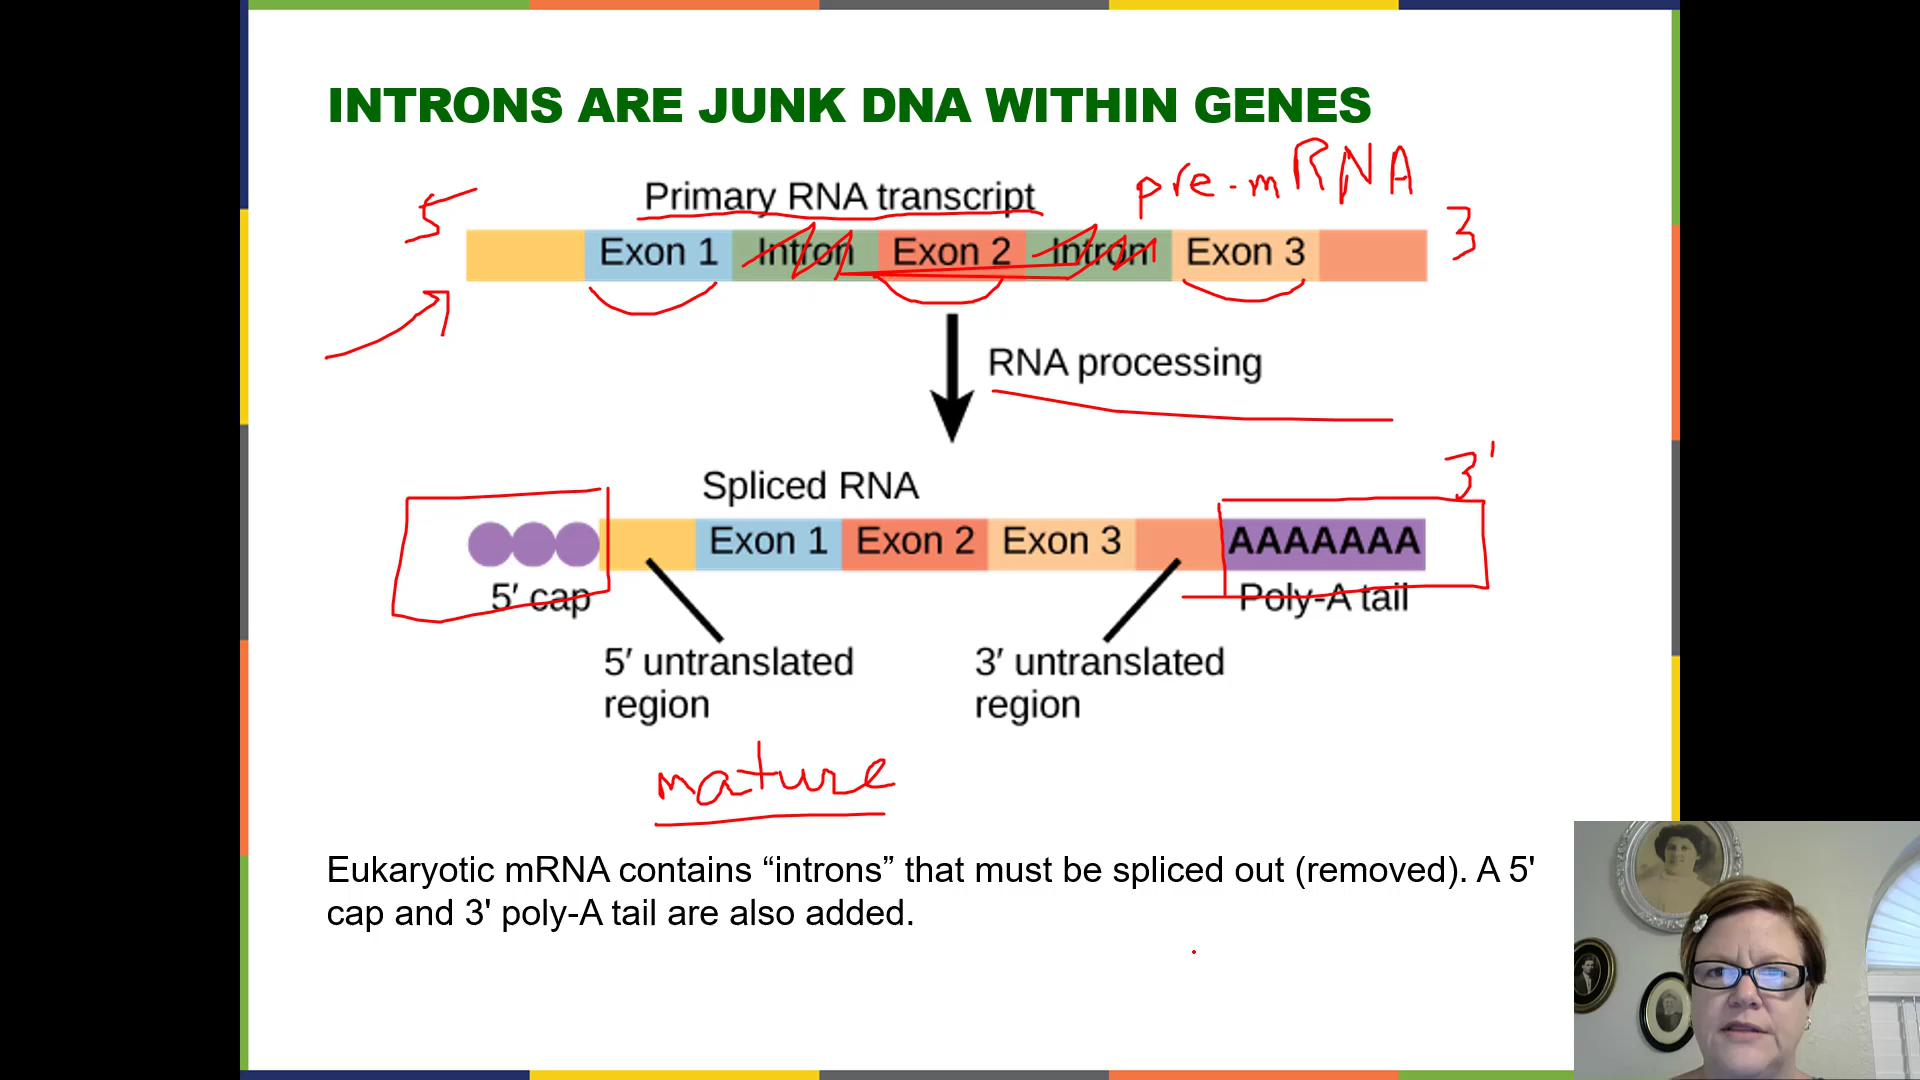 INTRONS ARE JUNK DNA WITHIN GENES
pre-mRNA
5 Primary RNA transcript 3
Exon 1 Intron Exon 2 Intron Exon 3
RNA processing
3'
Spliced RNA
Exon 1 Exon 2 Exon 3 AAAAAAA
5′ cap Poly-A tail
5′ untranslated 3′ untranslated
region region
mature
Eukaryotic mRNA contains “introns” that must be spliced out (removed). A 5'
cap and 3' poly-A tail are also added.